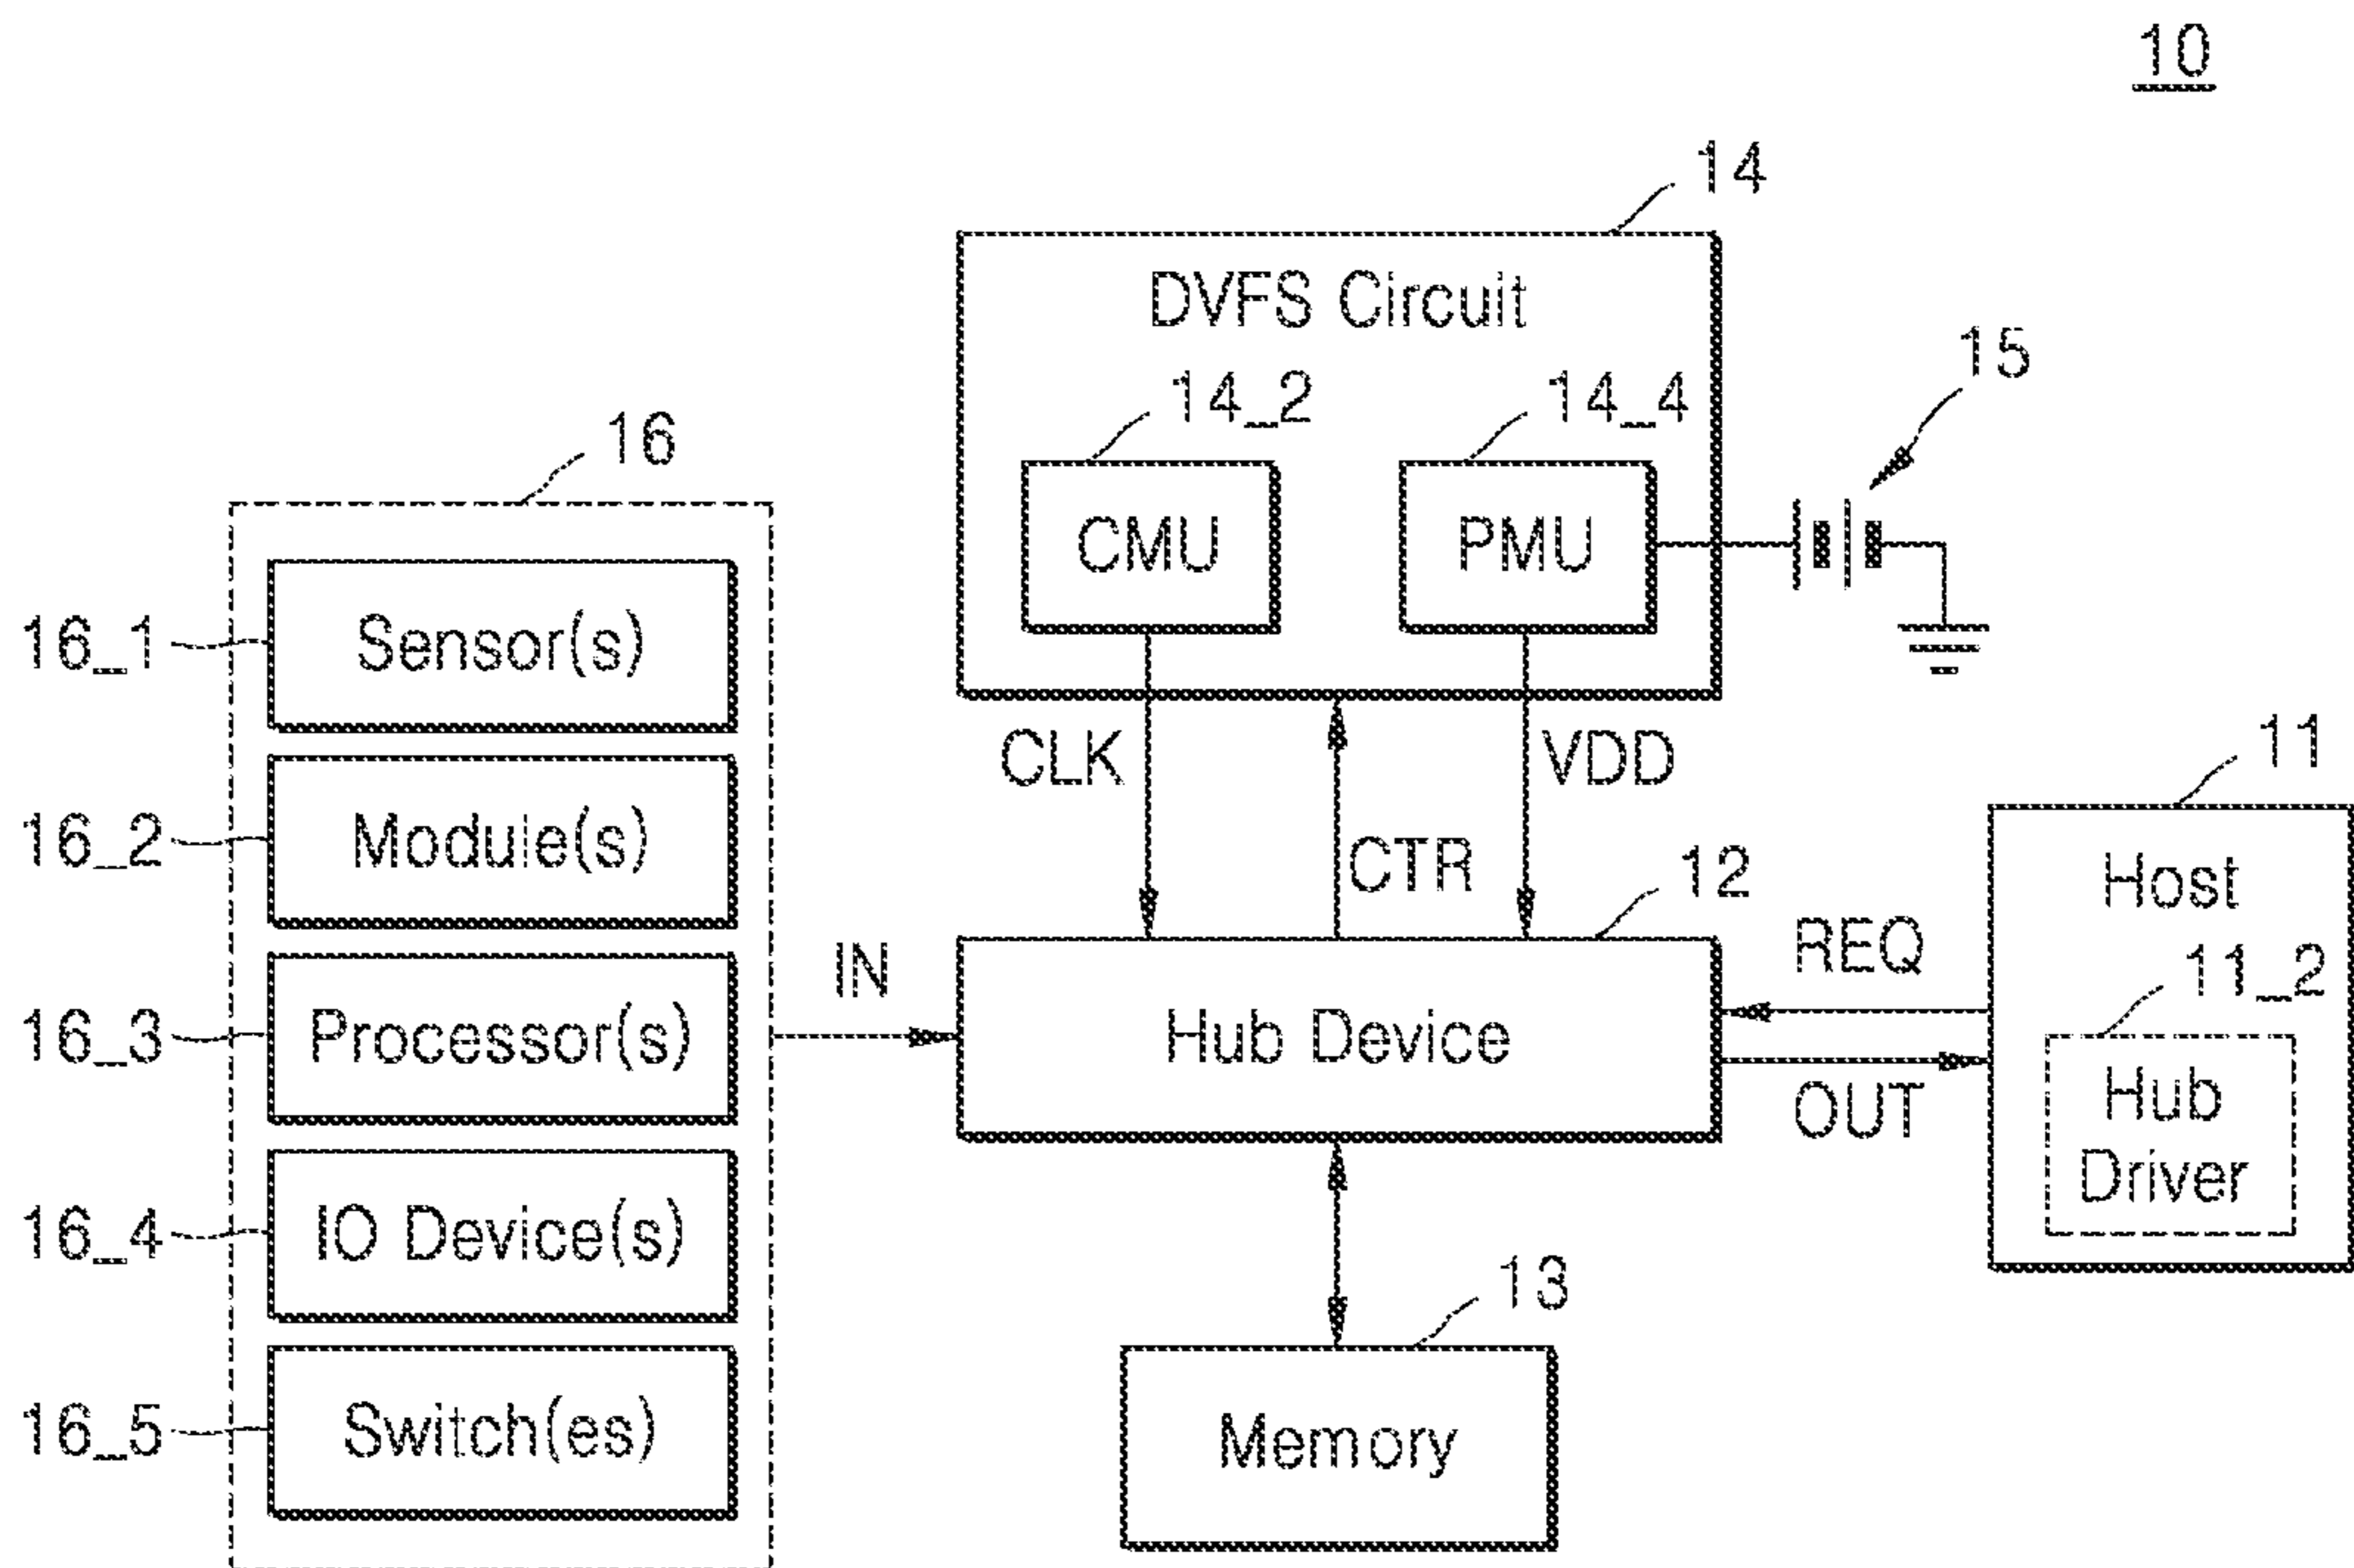 10
14
DVFS Circuit
15
14_2
14_4
16
CMU
PMU
16_1
Sensor(s)
CLK
VDD
11
16_2
Module(s)
CTR
12
Host
IN
REQ
11_2
16_3
Processor(s)
Hub Device
OUT
Hub
Driver
16_4
IO Device(s)
13
16_5
Switch(es)
Memory